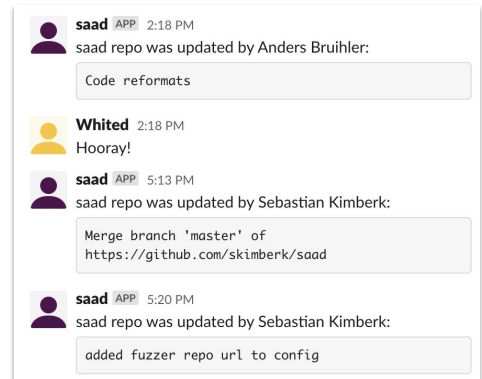 saad APP 2:18 PM
saad repo was updated by Anders Bruihler:
Code reformats
Whited 2:18 PM
Hooray!
saad APP 5:13 PM
saad repo was updated by Sebastian Kimberk:
Merge branch 'master' of
https://github.com/skimberk/saad
saad APP 5:20 PM
saad repo was updated by Sebastian Kimberk:
added fuzzer repo url to config